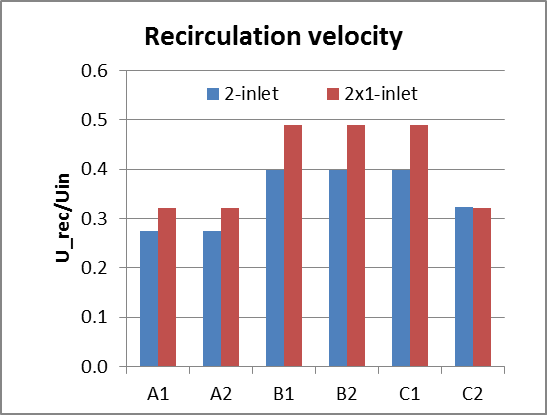 Recirculation velocity
0.6
2-inlet 2x1-inlet
0.5
0.4
0.3
0.2
0.1
0.0
U_rec/Uin
A1 A2 B1 B2 C1 C2